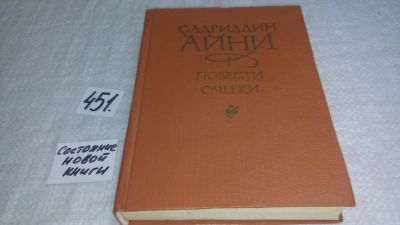 САДРИДДИН
АЙНИ
ПОВЕСТИ
ОЧЕРКИ
451.
Состояние
новой
книги